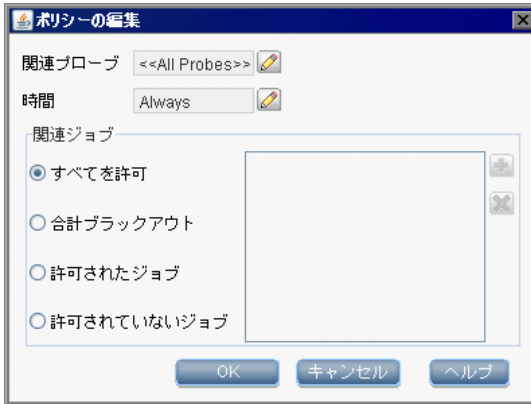 ポリシーの編集
関連プローブ <<All Probes>>
時間 Always
関連ジョブ
すべてを許可
合計ブラックアウト
許可されたジョブ
許可されていないジョブ
OK キャンセル ヘルプ